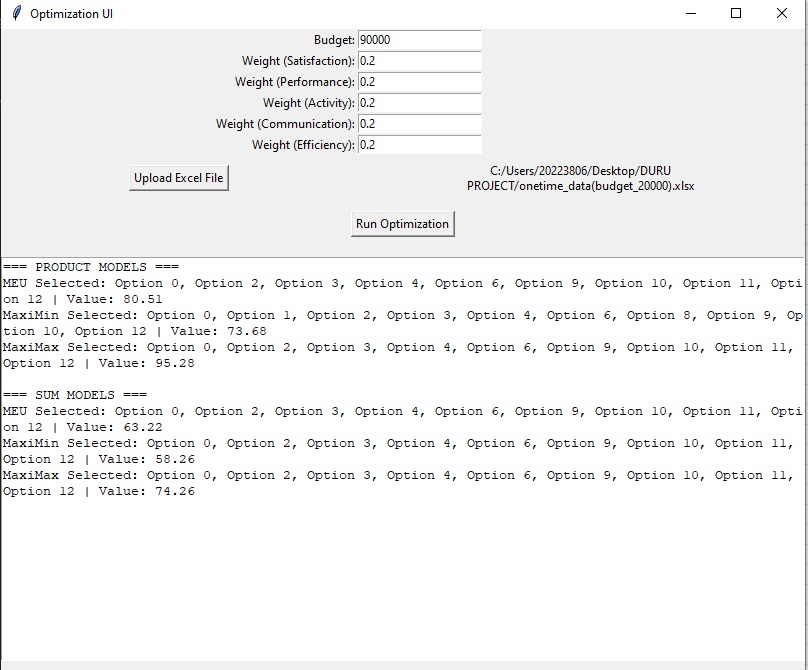 Optimization UI
Budget: 90000
Weight (Satisfaction): 0.2
Weight (Performance): 0.2
Weight (Activity): 0.2
Weight (Communication): 0.2
Weight (Efficiency): 0.2
Upload Excel File
C:/Users/20223806/Desktop/DURU
PROJECT/onetime_data(budget_20000).xlsx
Run Optimization
=== PRODUCT MODELS ===
MEU Selected: Option 0, Option 2, Option 3, Option 4, Option 6, Option 9, Option 10, Option 11, Opti
on 12 | Value: 80.51
MaxiMin Selected: Option 0, Option 1, Option 2, Option 3, Option 4, Option 6, Option 8, Option 9, Op
tion 10, Option 12 | Value: 73.68
MaxiMax Selected: Option 0, Option 2, Option 3, Option 4, Option 6, Option 9, Option 10, Option 11,
Option 12 | Value: 95.28
=== SUM MODELS ===
MEU Selected: Option 0, Option 2, Option 3, Option 4, Option 6, Option 9, Option 10, Option 11, Opti
on 12 | Value: 63.22
MaxiMin Selected: Option 0, Option 2, Option 3, Option 4, Option 6, Option 9, Option 10, Option 11,
Option 12 | Value: 58.26
MaxiMax Selected: Option 0, Option 2, Option 3, Option 4, Option 6, Option 9, Option 10, Option 11,
Option 12 | Value: 74.26